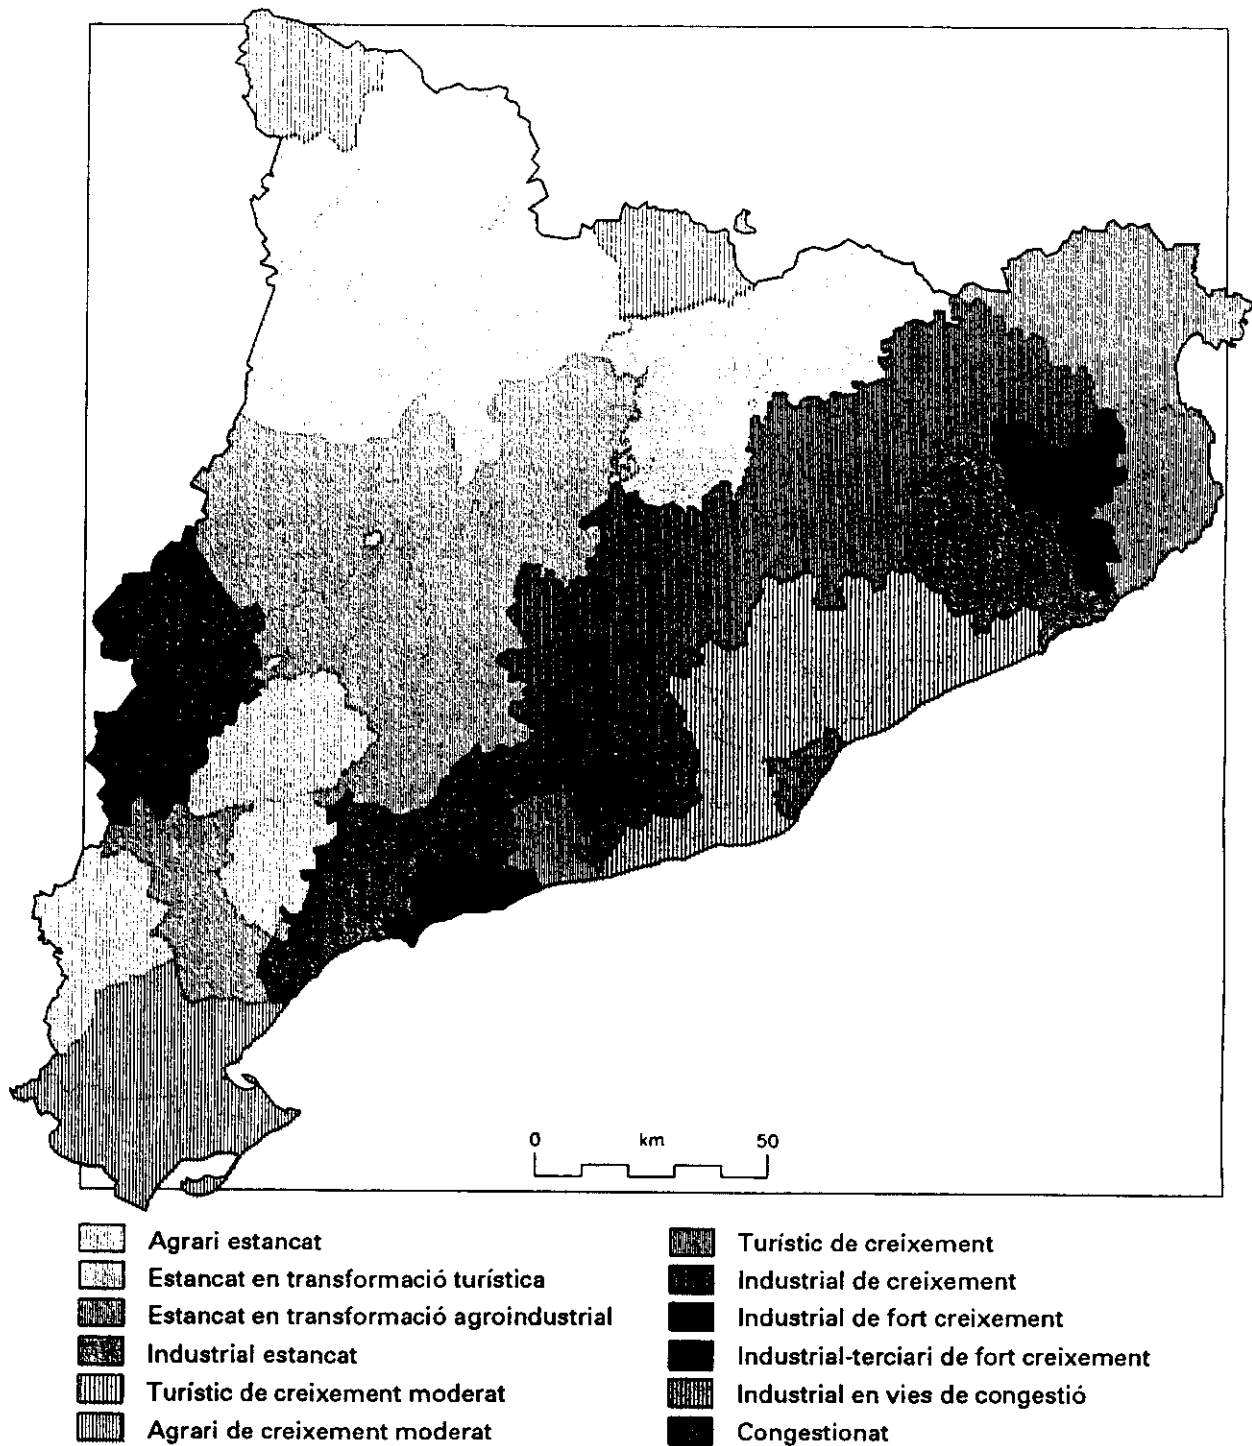 0 km 50
Agrari estancat
Estancat en transformació turística
Estancat en transformació agroindustrial
Industrial estancat
Turístic de creixement moderat
Agrari de creixement moderat
Turístic de creixement
Industrial de creixement
Industrial de fort creixement
Industrial-terciari de fort creixement
Industrial en vies de congestió
Congestionat